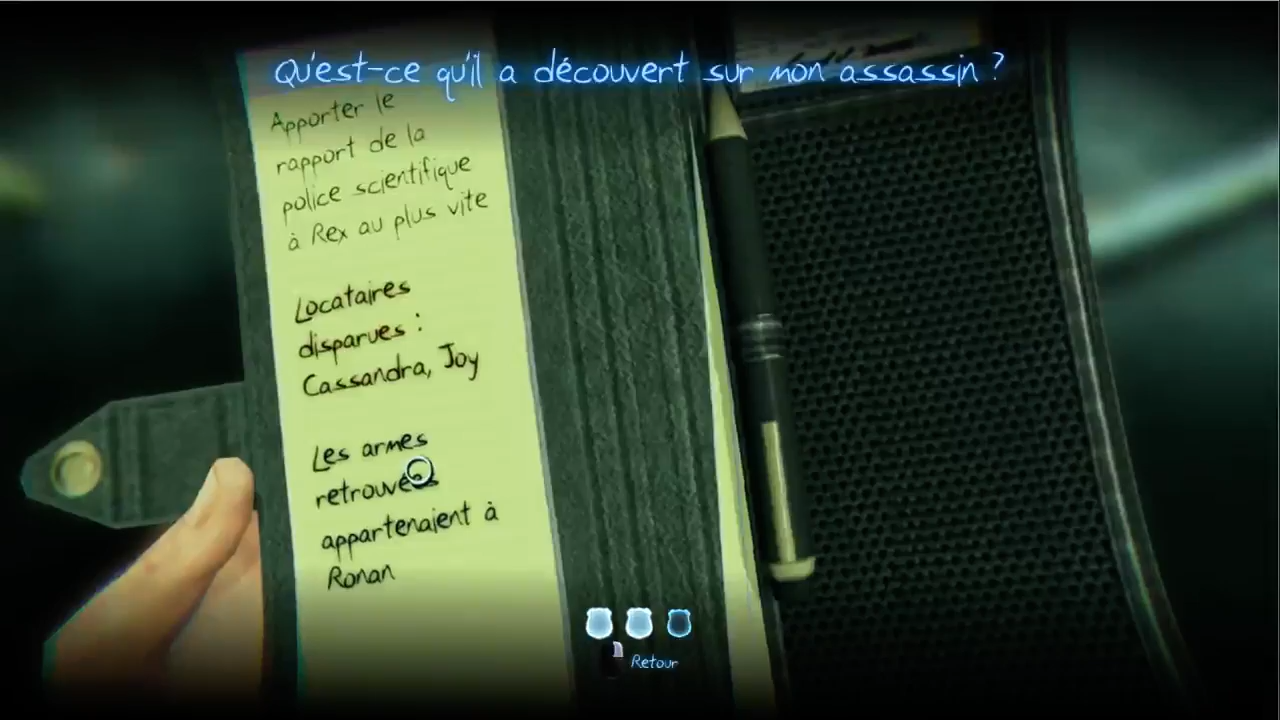 Qu'est-ce qu'il a découvert sur mon assassin ?
Apporter le
rapport de la
police scientifique
à Rex au plus vite
Locataires
disparues :
Cassandra, Joy
Les armes
retrouvées
appartenaient à
Ronan
Retour